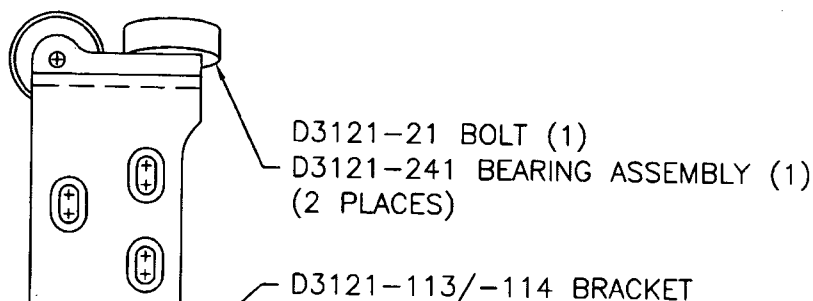 D3121-21 BOLT (1)
D3121-241 BEARING ASSEMBLY (1)
(2 PLACES)
D3121-113/-114 BRACKET